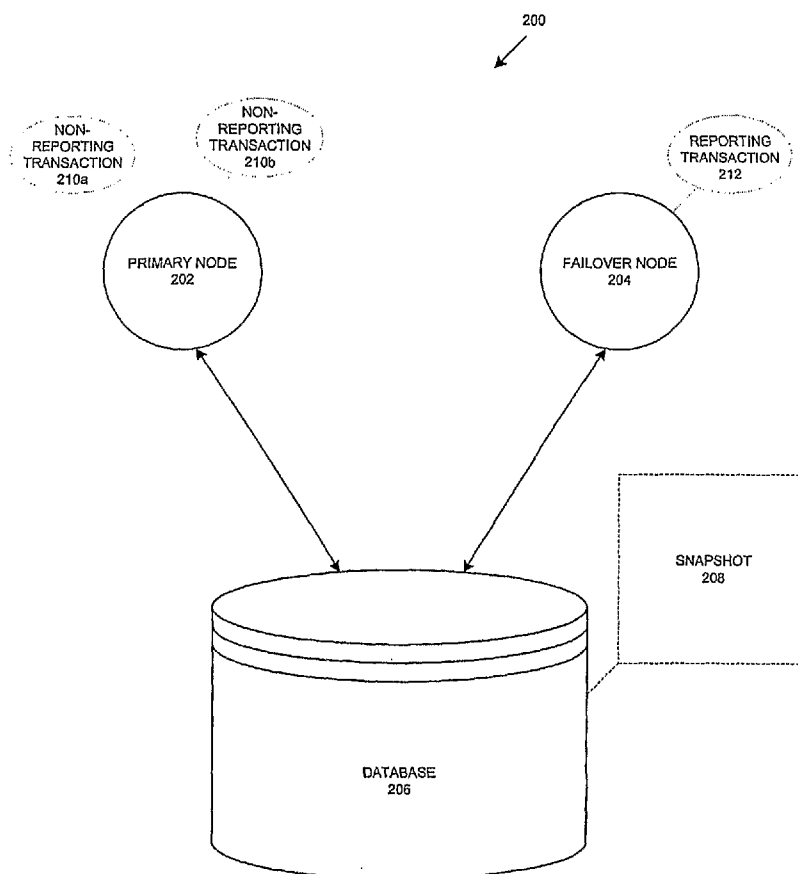 200
NON-
REPORTING
TRANSACTION
210a
NON-
REPORTING
TRANSACTION
210b
REPORTING
TRANSACTION
212
PRIMARY NODE
202
FAILOVER NODE
204
SNAPSHOT
208
DATABASE
206